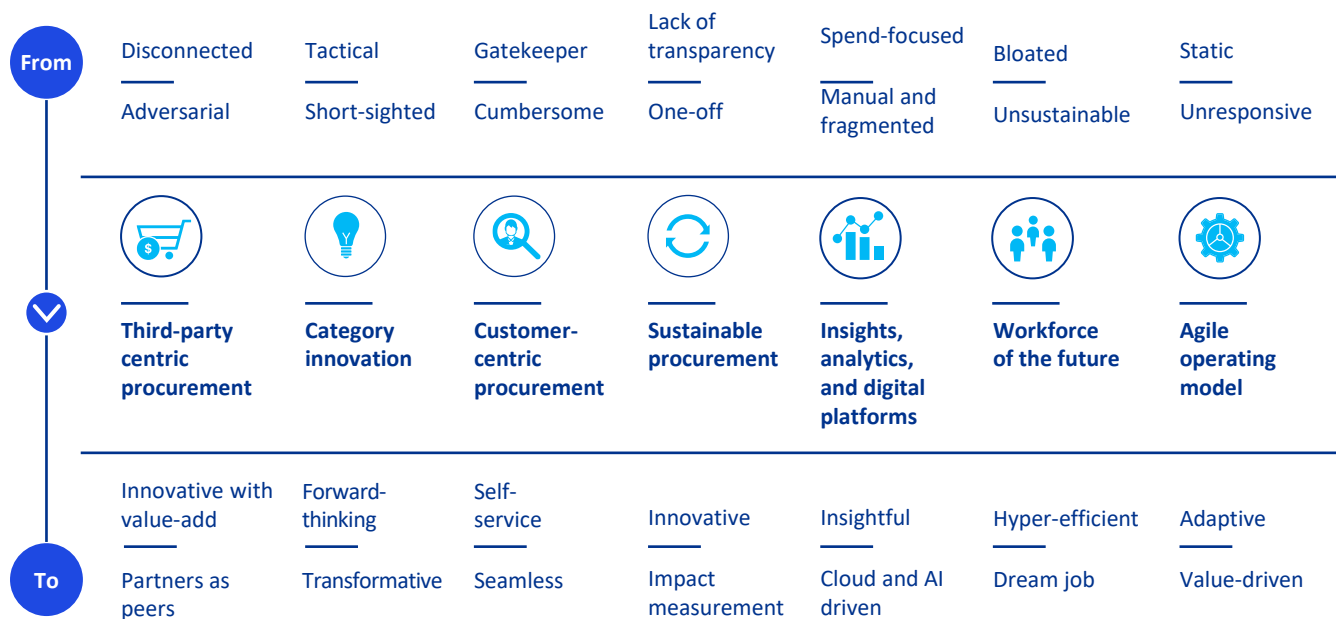 From
Disconnected
Adversarial
Tactical
Short-sighted
Gatekeeper
Cumbersome
Lack of
transparency
One-off
Spend-focused
Manual and
fragmented
Bloated
Unsustainable
Static
Unresponsive
$
Third-party
centric
procurement
Category
innovation
Customer-
centric
procurement
Sustainable
procurement
Insights,
analytics,
and digital
platforms
Workforce
of the future
Agile
operating
model
To
Innovative with
value-add
Partners as
peers
Forward-
thinking
Transformative
Self-
service
Seamless
Innovative
Impact
measurement
Insightful
Cloud and AI
driven
Hyper-efficient
Dream job
Adaptive
Value-driven